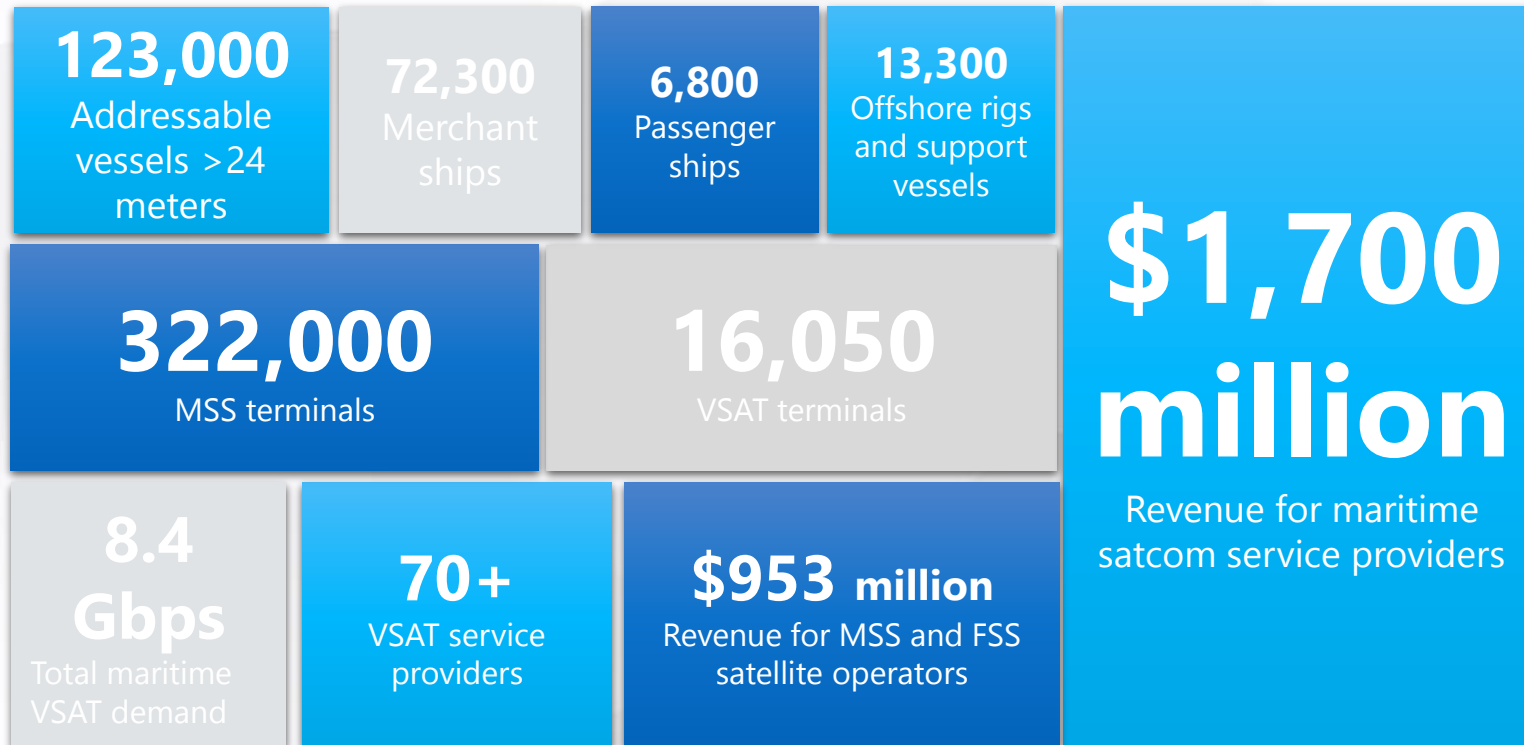 123,000
Addressable
vessels >24
meters
72,300
Merchant
ships
6,800
Passenger
ships
13,300
Offshore rigs
and support
vessels
$1,700
million
Revenue for maritime
satcom service providers
322,000
MSS terminals
16,050
VSAT terminals
8.4
Gbps
Total maritime
VSAT demand
70+
VSAT service
providers
$953 million
Revenue for MSS and FSS
satellite operators